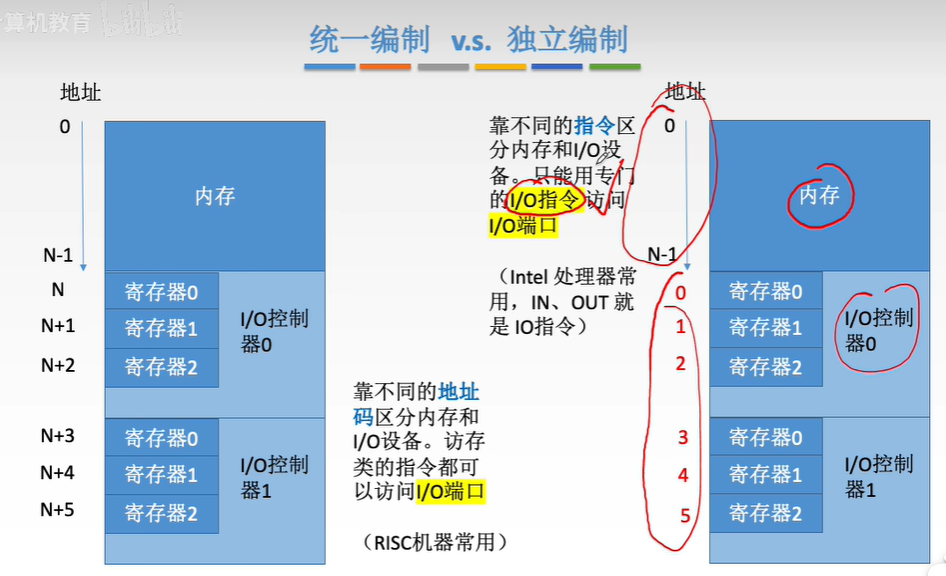 算机教育 bilibili
统一编制 v.s. 独立编制
地址
0
内存
N-1
N
寄存器0
N+1
寄存器1
N+2
寄存器2
I/O控制
器0
N+3
寄存器0
N+4
寄存器1
N+5
寄存器2
I/O控制
器1
靠不同的地址
码区分内存和
I/O设备。访存
类的指令都可
以访问I/O端口
（RISC机器常用）
靠不同的指令区
分内存和I/O设
备。只能用专门
的I/O指令访问
I/O端口
（Intel 处理器常
用，IN、OUT 就
是 IO指令）
地址
0
内存
N-1
0
寄存器0
1
寄存器1
2
寄存器2
I/O控制
器0
3
寄存器0
4
寄存器1
5
寄存器2
I/O控制
器1